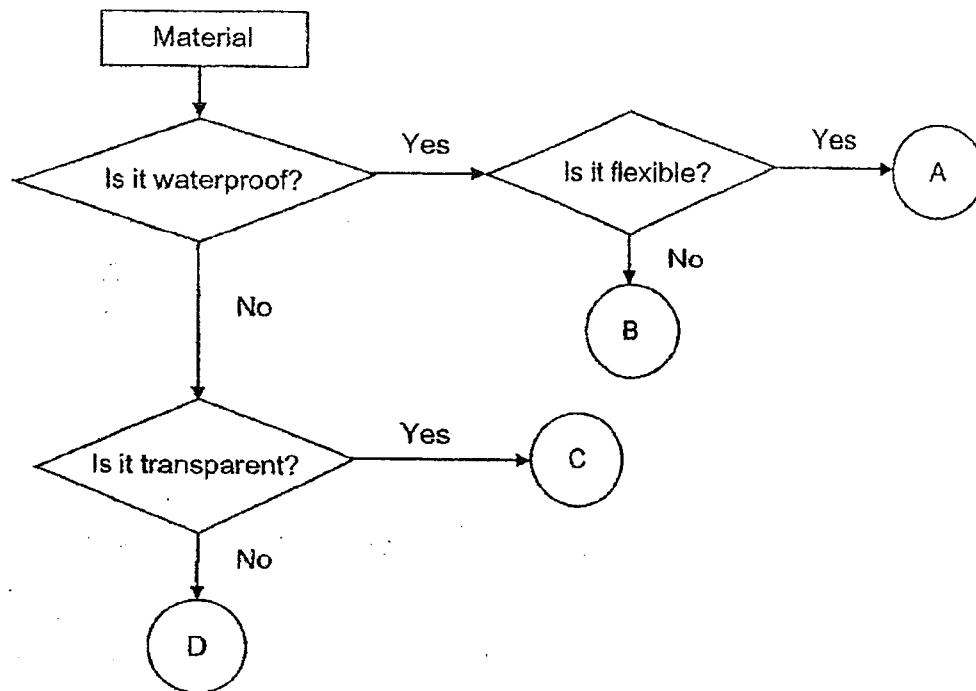 Material
Is it waterproof?
Yes
Is it flexible?
Yes
A
No
B
No
Is it transparent?
Yes
C
No
D